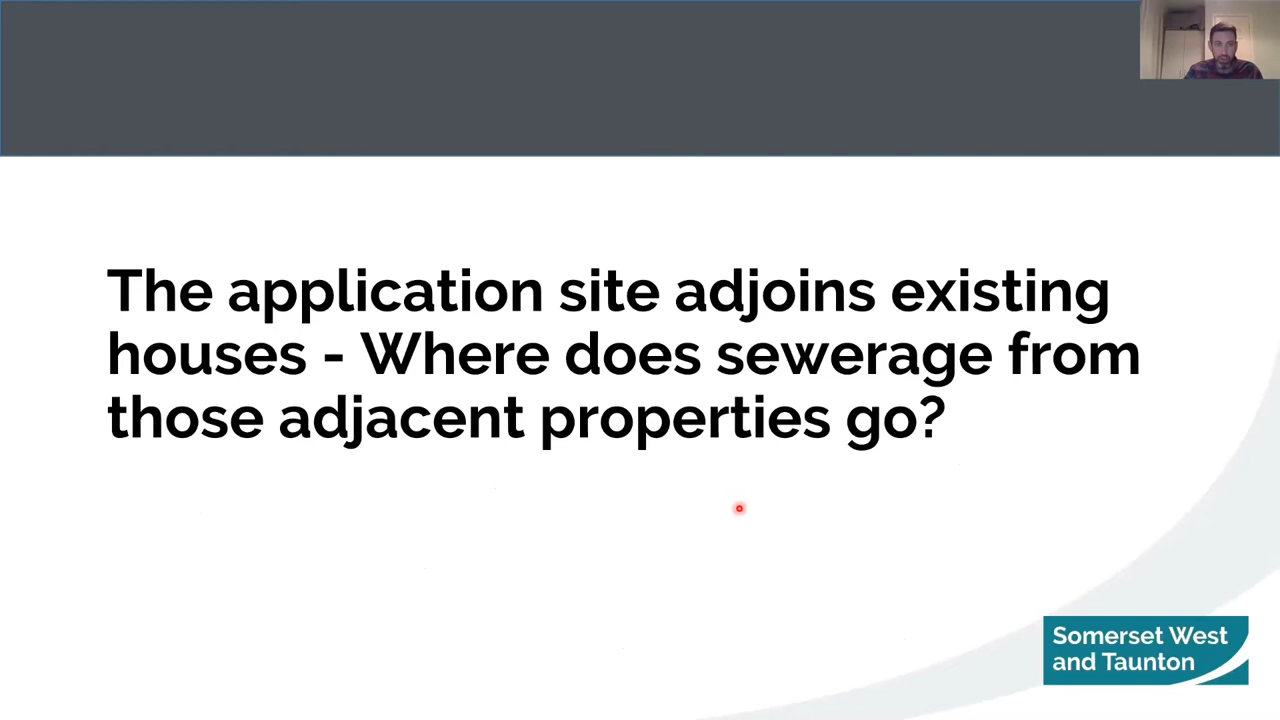 The application site adjoins existing
houses - Where does sewerage from
those adjacent properties go?
Somerset West
and Taunton